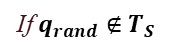 If q_rand ∉ T_S